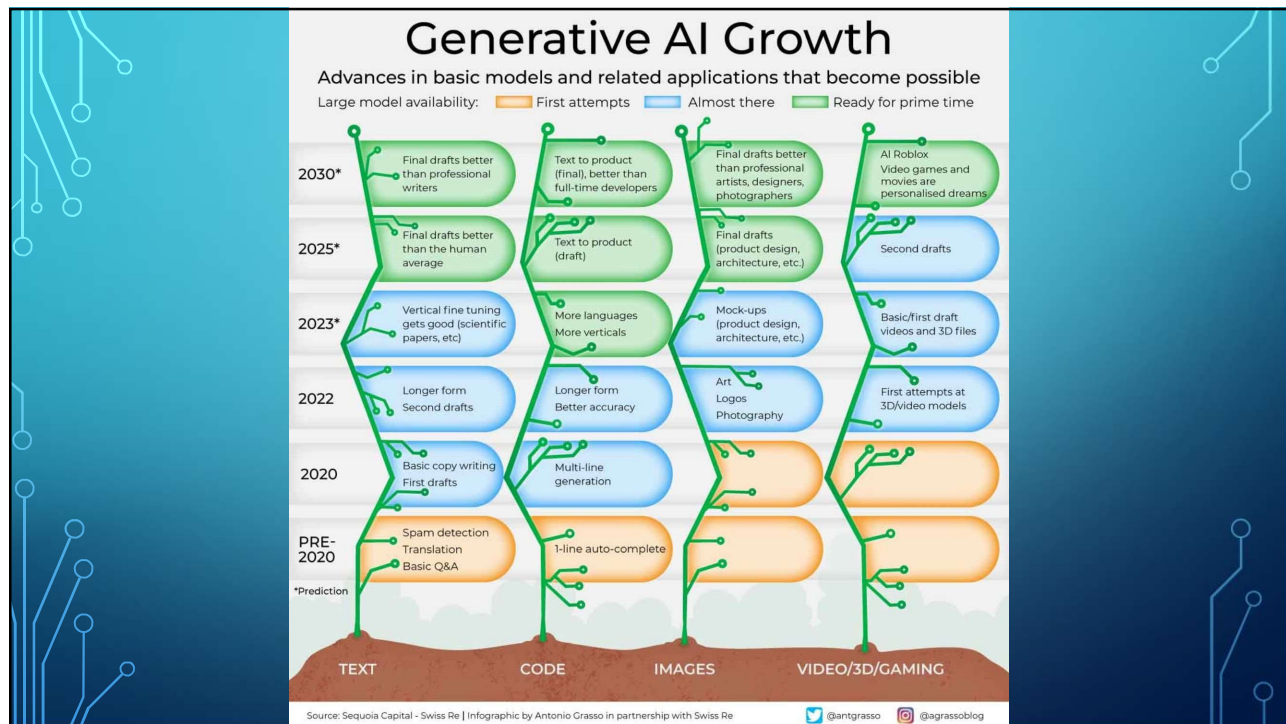 Generative AI Growth
Advances in basic models and related applications that become possible
Large model availability: First attempts Almost there Ready for prime time
2030*
Final drafts better
than professional
writers
Text to product
(final), better than
full-time developers
Final drafts better
than professional
artists, designers,
photographers
AI Roblox
Video games and
movies are
personalised dreams
2025*
Final drafts better
than the human
average
Text to product
(draft)
Final drafts
(product design,
architecture, etc.)
Second drafts
2023*
Vertical fine tuning
gets good (scientific
papers, etc)
More languages
More verticals
Mock-ups
(product design,
architecture, etc.)
Basic/first draft
videos and 3D files
2022
Longer form
Second drafts
Longer form
Better accuracy
Art
Logos
Photography
First attempts at
3D/video models
2020
Basic copy writing
First drafts
Multi-line
generation
PRE-
2020
Spam detection
Translation
Basic Q&A
1-line auto-complete
*Prediction
TEXT
CODE
IMAGES
VIDEO/3D/GAMING
Source: Sequoia Capital - Swiss Re | Infographic by Antonio Grasso in partnership with Swiss Re
@antgrasso
@agrassoblog